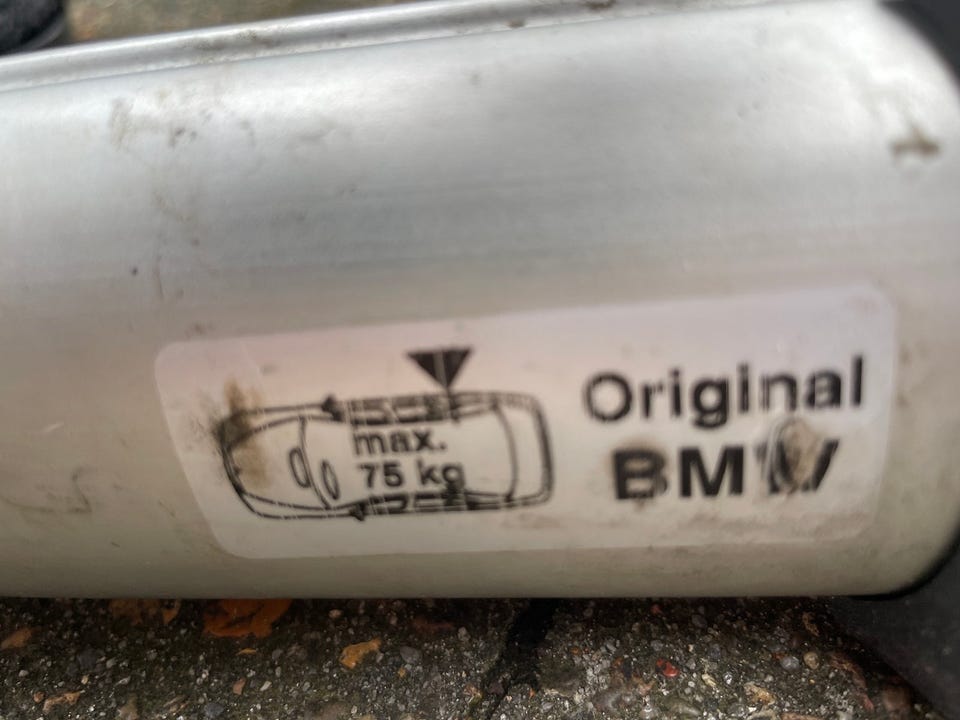 max.
75 kg
Original
BMW